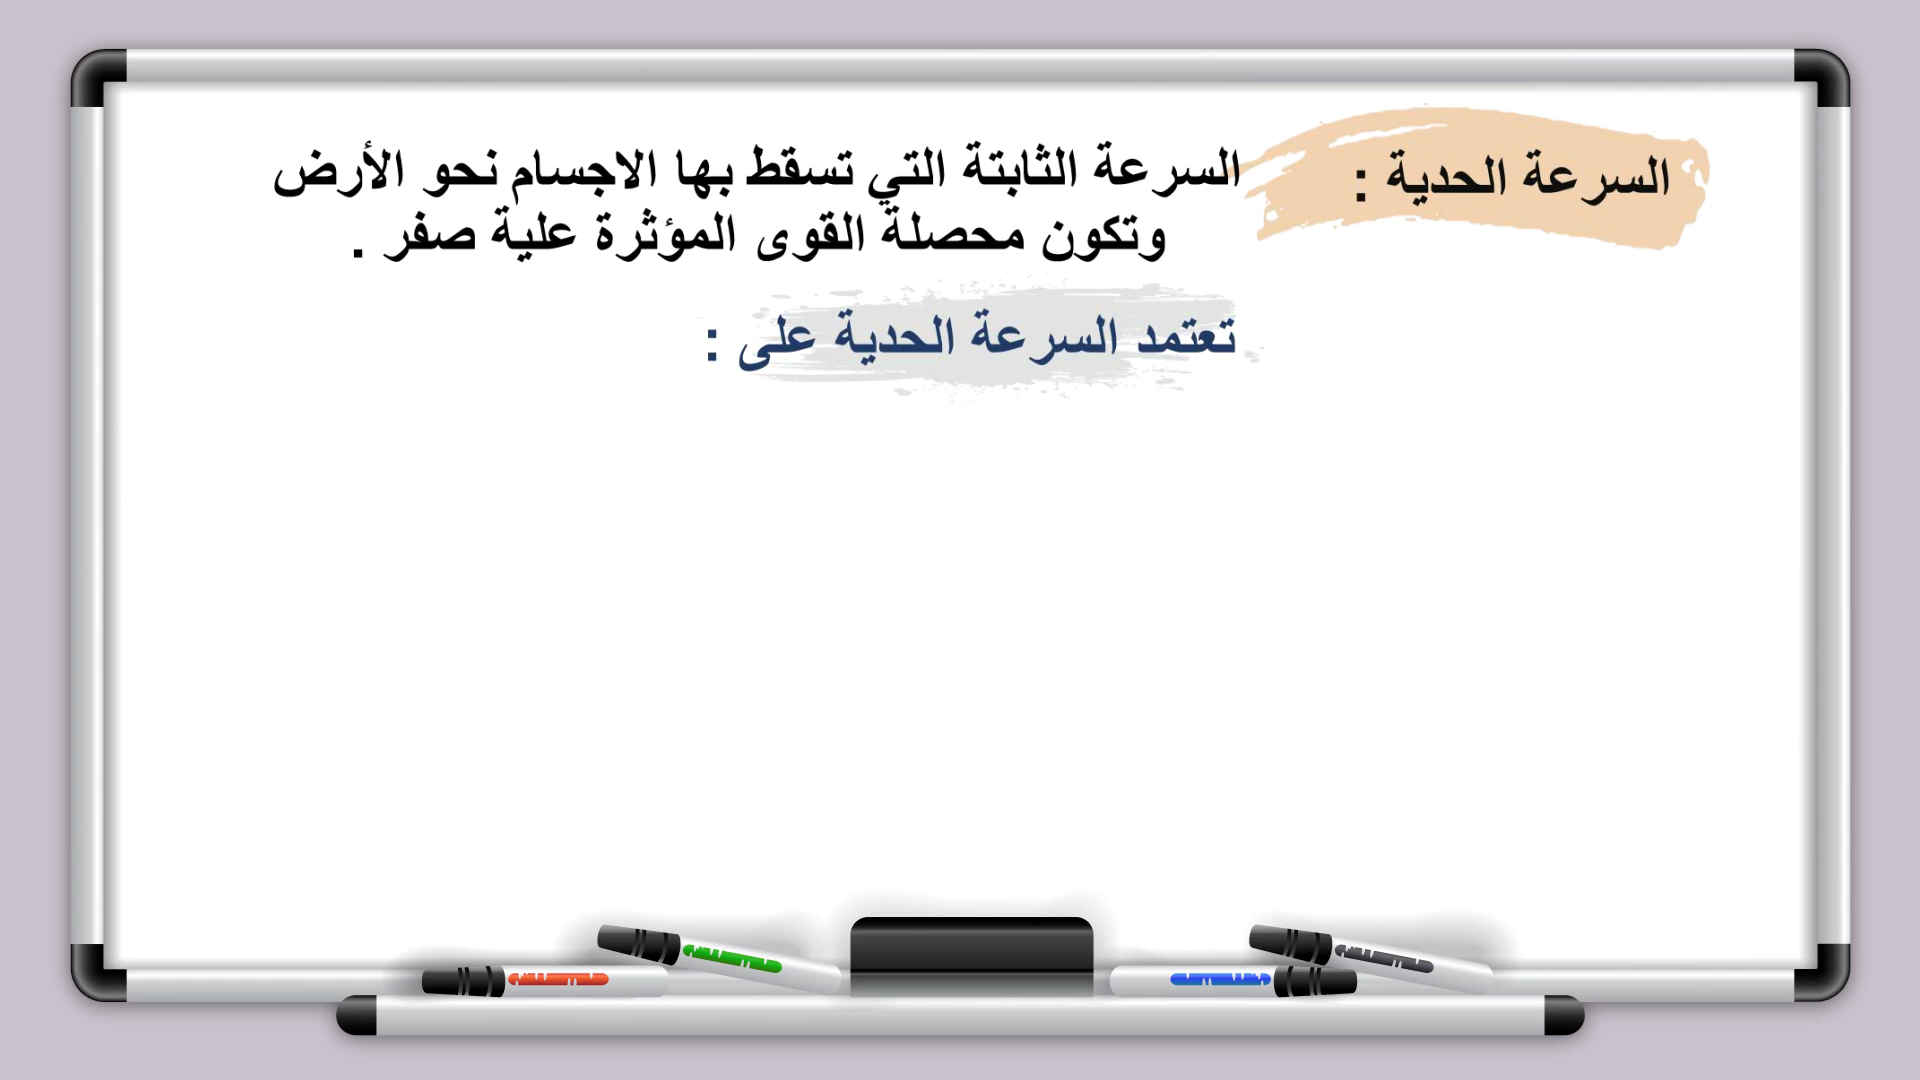 السرعة الحدية :
السرعة الثابتة التي تسقط بها الاجسام نحو الأرض
وتكون محصلة القوى المؤثرة علية صفر .
تعتمد السرعة الحدية على :